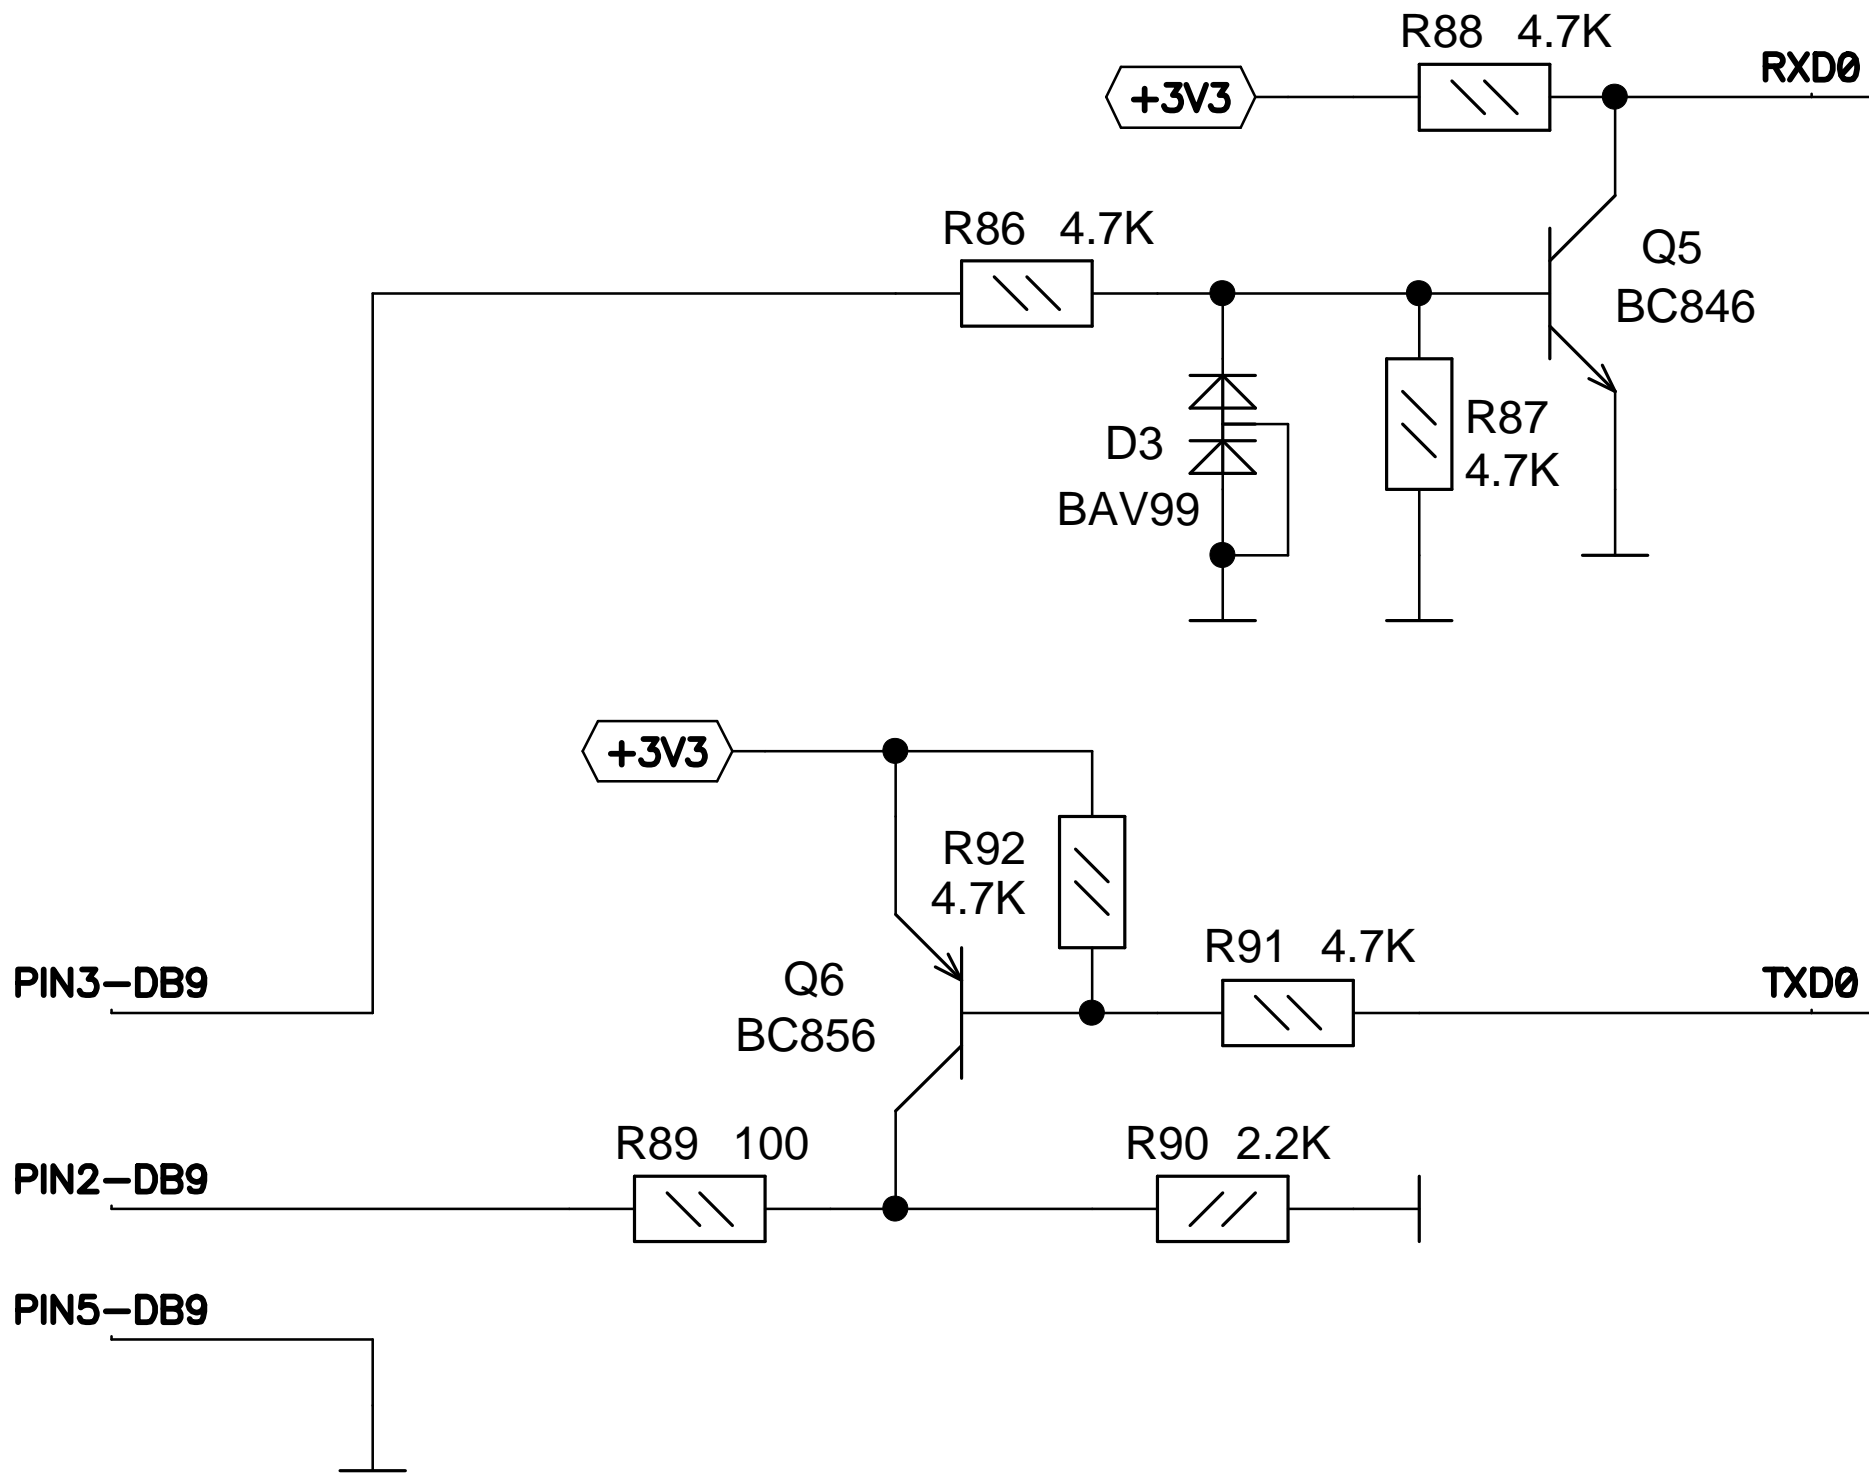 R88 4.7K
RXD0
+3V3
R86 4.7K
Q5
BC846
R87
4.7K
D3
BAV99
+3V3
R92
4.7K
R91 4.7K
TXD0
Q6
BC856
PIN3-DB9
R89 100
R90 2.2K
PIN2-DB9
PIN5-DB9